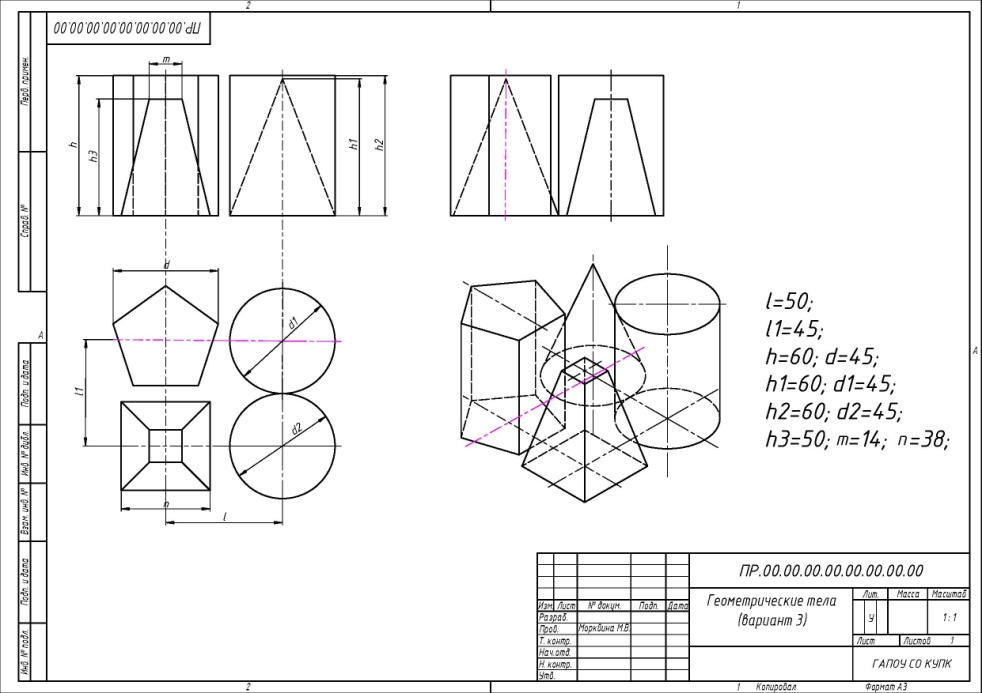 2
1
ПР.00.00.00.00.00.00.00.00
Перв. примен.
Справ. №
Подп. и дата
Инв. № дубл.
Взам. инв. №
Подп. и дата
Инв. № подл.
А
А
m
h
h3
h1
h2
d
d1
l1
d2
n
l
l=50;
l1=45;
h=60; d=45;
h1=60; d1=45;
h2=60; d2=45;
h3=50; m=14; n=38;
ПР.00.00.00.00.00.00.00.00
Изм. Лист № докум. Подп. Дата
Разраб.
Пров. Морквина М.В.
Т. контр.
Нач.отд.
Н. контр.
Утв.
Геометрические тела
(вариант 3)
Лит. Масса Масштаб
У 1:1
Лист Листов 1
ГАПОУ СО КУПК
2
1
Копировал Формат А3